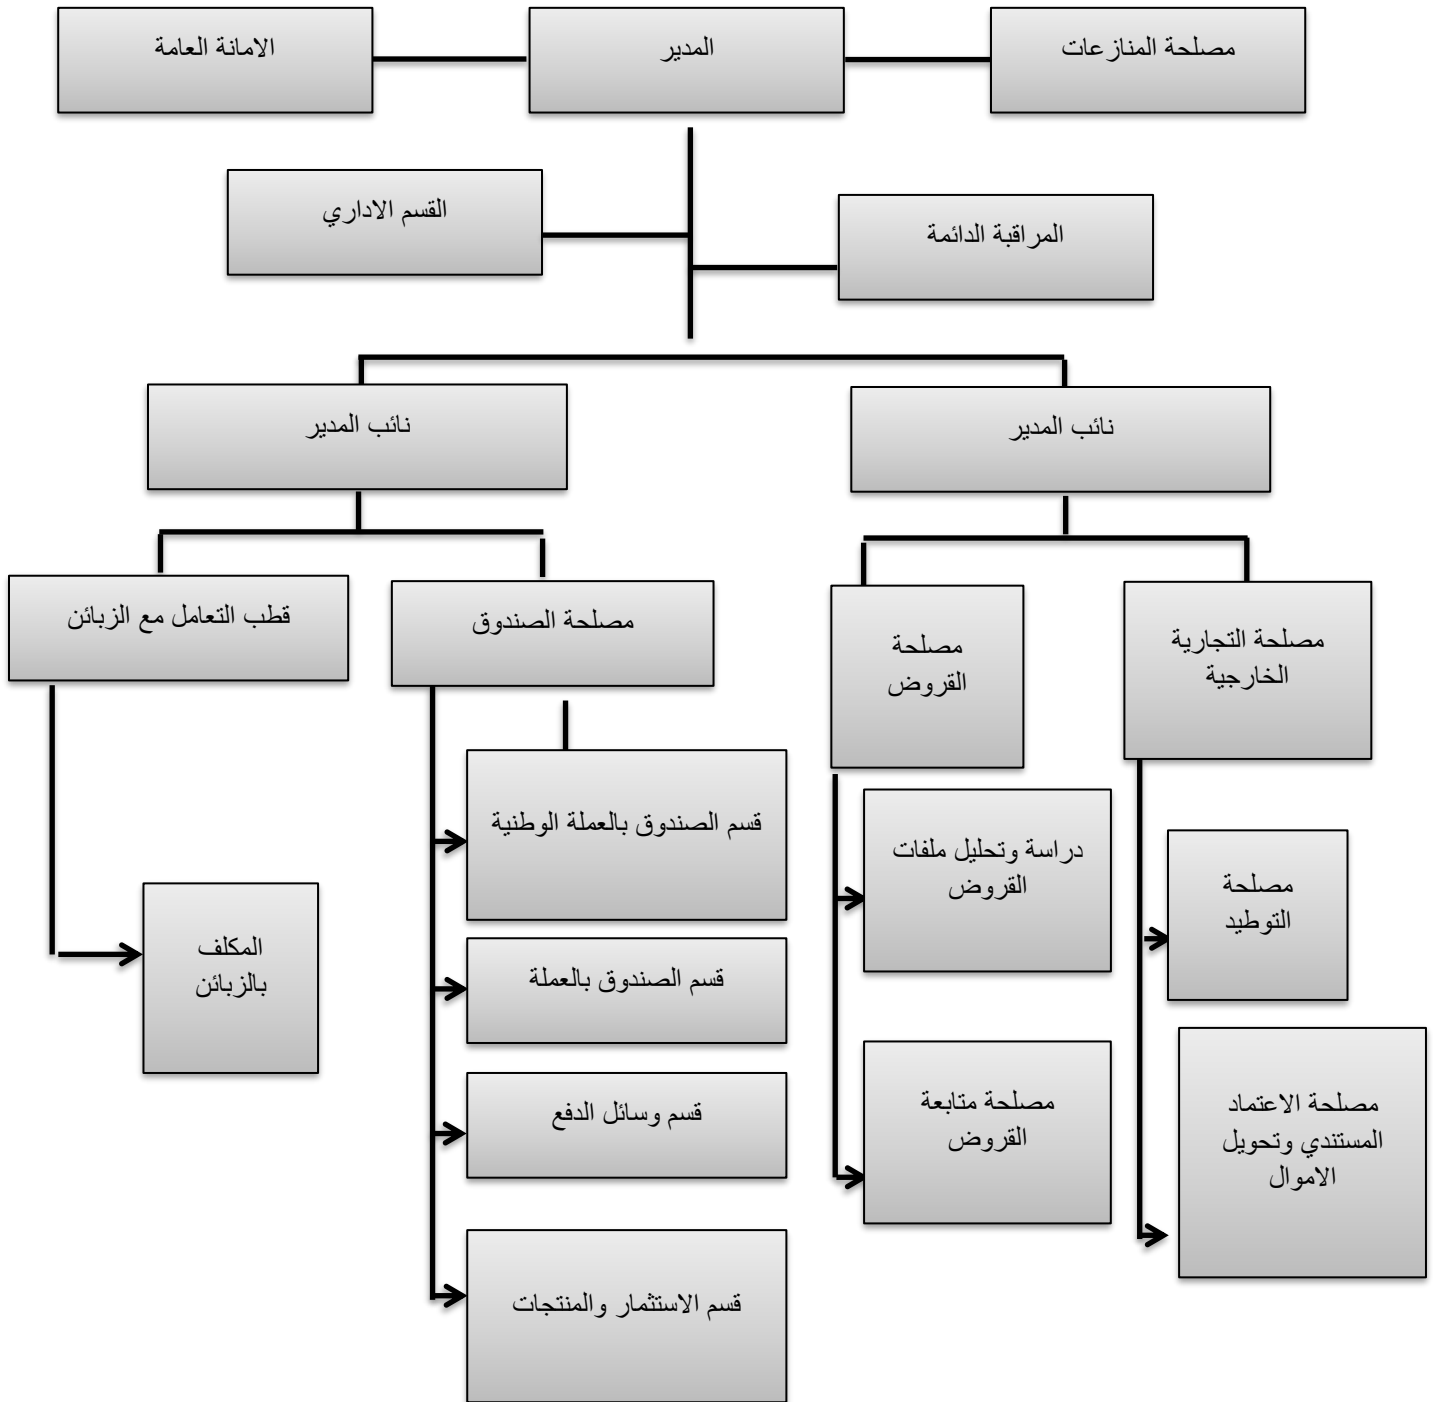 مصلحة المنازعات
المدير
الامانة العامة
القسم الاداري
المراقبة الدائمة
نائب المدير
نائب المدير
مصلحة التجارية
الخارجية
مصلحة
القروض
مصلحة الصندوق
قطب التعامل مع الزبائن
مصلحة
التوطيد
مصلحة الاعتماد
المستندي وتحويل
الاموال
دراسة وتحليل ملفات
القروض
مصلحة متابعة
القروض
قسم الصندوق بالعملة الوطنية
قسم الصندوق بالعملة
قسم وسائل الدفع
قسم الاستثمار والمنتجات
المكلف
بالزبائن